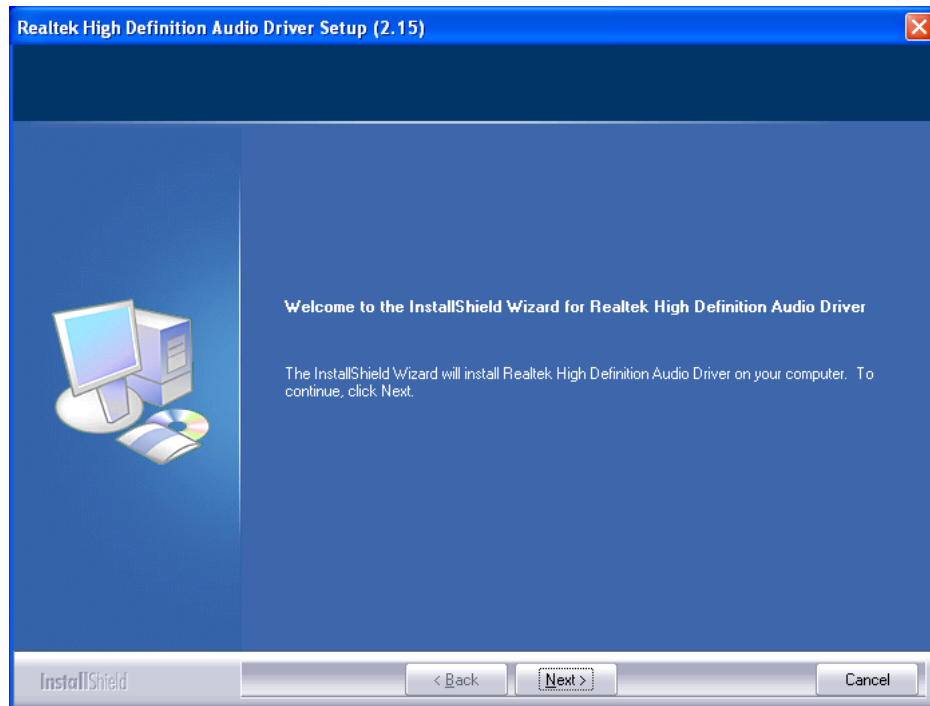 Realtek High Definition Audio Driver Setup (2.15)
Welcome to the InstallShield Wizard for Realtek High Definition Audio Driver
The InstallShield Wizard will install Realtek High Definition Audio Driver on your computer. To
continue, click Next.
InstallShield
< Back
Next >
Cancel